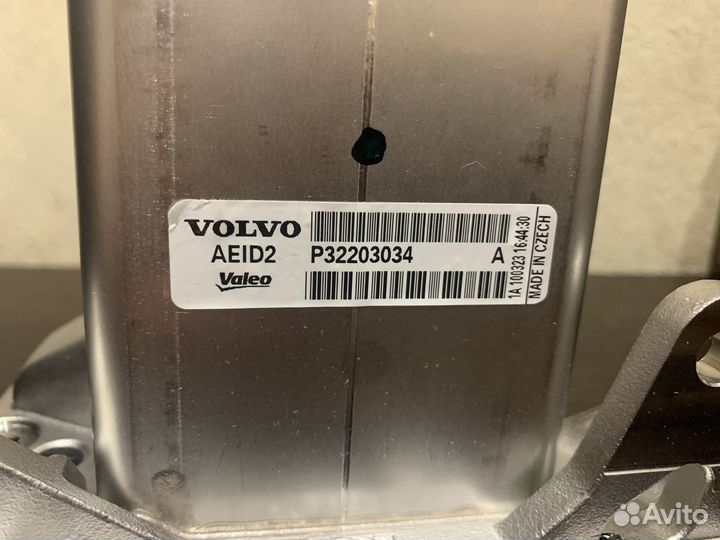 VOLVO
AEID2 P32203034 A
Valeo
1A 100323 16:44:30
MADE IN CZECH
Avito